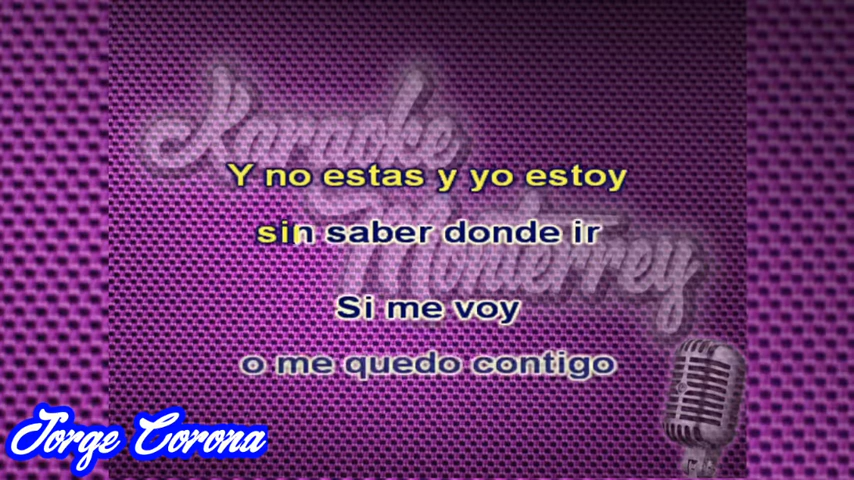 Karaoke
Y no estas y yo estoy
sin saber donde ir
Monterrey
Si me voy
o me quedo contigo
Jorge Corona